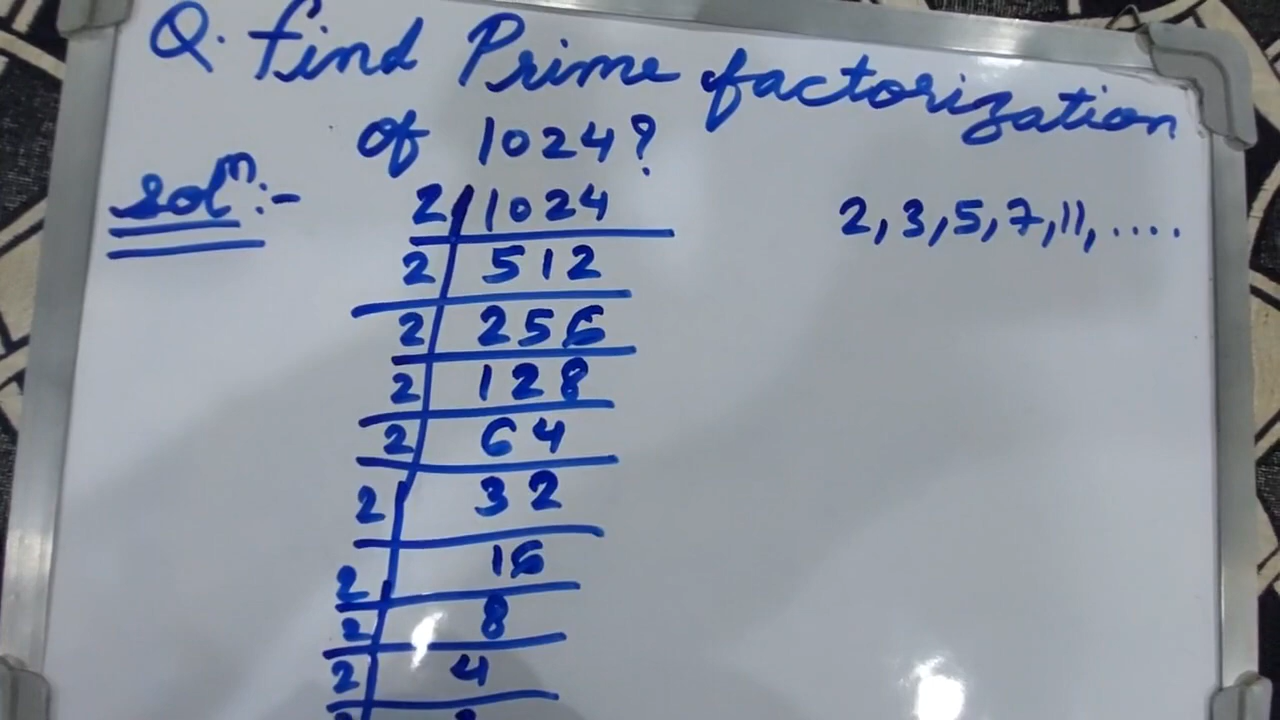 Q. Find Prime factorization
of 1024?
Solⁿ:-
2 1024
2, 3, 5, 7, 11, ....
2 512
2 256
2 128
2 64
2 32
2 16
2 8
2 4